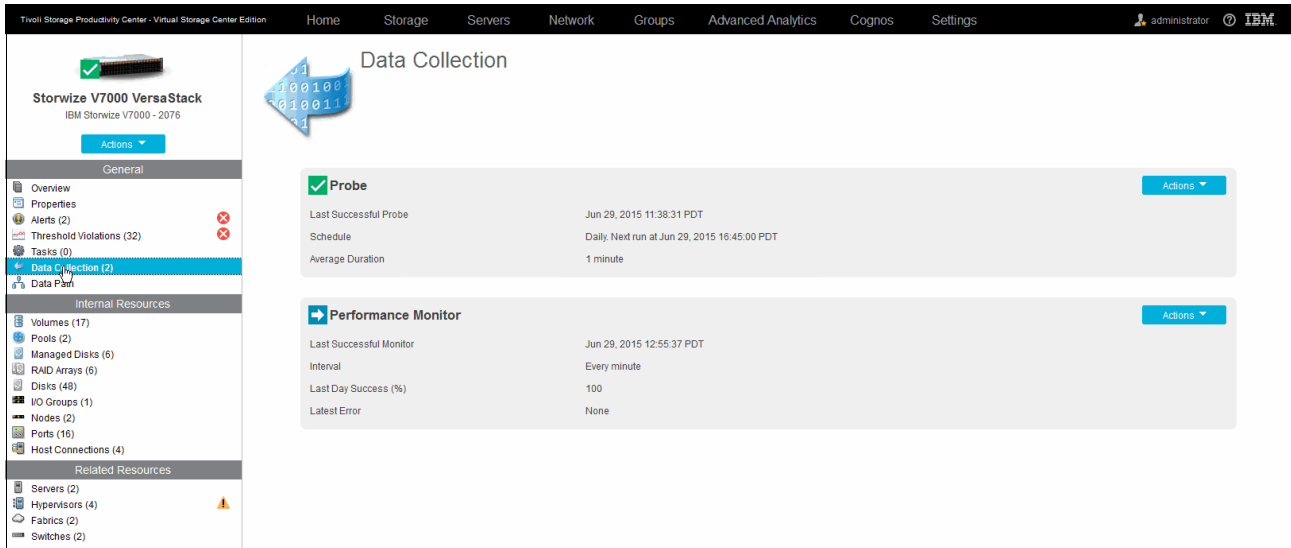 Tivoli Storage Productivity Center - Virtual Storage Center Edition
Home Storage Servers Network Groups Advanced Analytics Cognos Settings
administrator IBM
Storwize V7000 VersaStack
IBM Storwize V7000 - 2076
Actions
General
Overview
Properties
Alerts (2)
Threshold Violations (32)
Tasks (0)
Data Collection (2)
Data Path
Internal Resources
Volumes (17)
Pools (2)
Managed Disks (6)
RAID Arrays (6)
Disks (48)
I/O Groups (1)
Nodes (2)
Ports (16)
Host Connections (4)
Related Resources
Servers (2)
Hypervisors (4)
Fabrics (2)
Switches (2)
Data Collection
Probe
Actions
Last Successful Probe Jun 29, 2015 11:38:31 PDT
Schedule Daily. Next run at Jun 29, 2015 16:45:00 PDT
Average Duration 1 minute
Performance Monitor
Actions
Last Successful Monitor Jun 29, 2015 12:55:37 PDT
Interval Every minute
Last Day Success (%) 100
Latest Error None